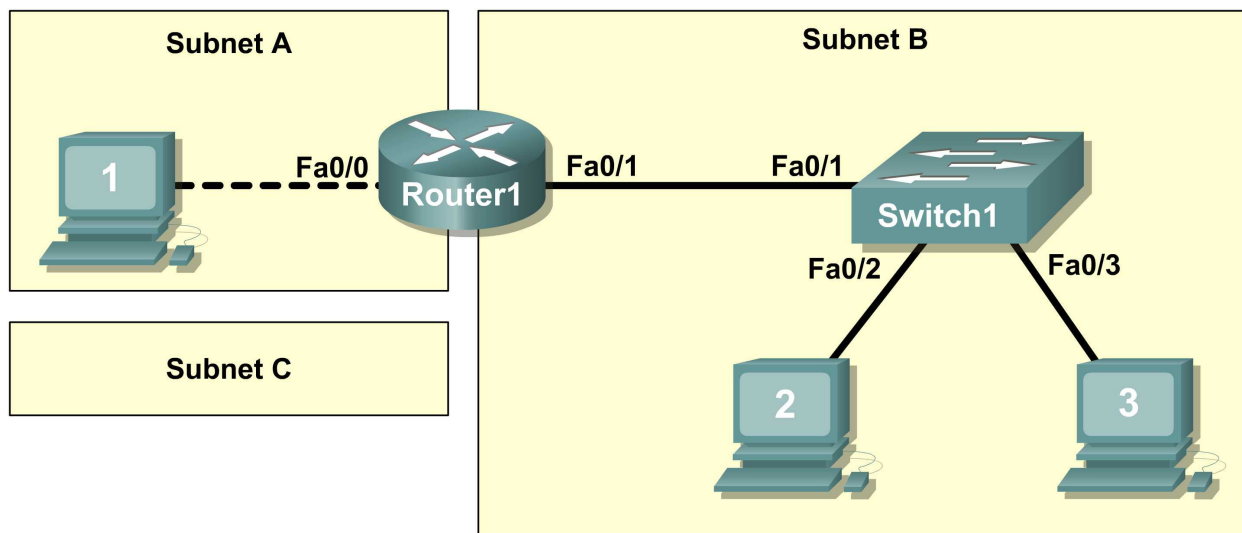 Subnet A
Subnet B
1
Fa0/0
Router1
Fa0/1
Fa0/1
Switch1
Fa0/2
Fa0/3
Subnet C
2
3